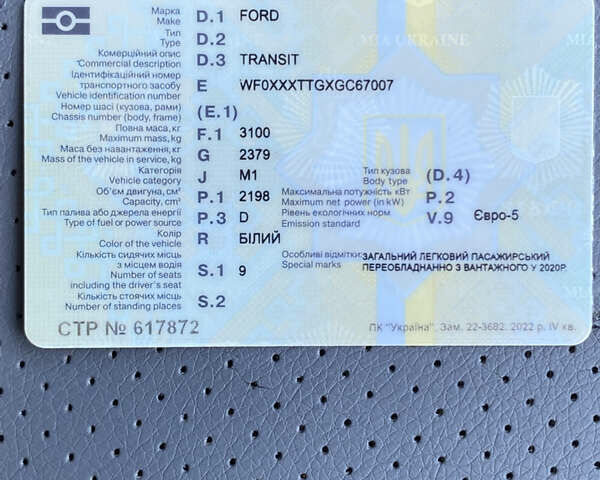 Марка D.1 FORD
Make
Тип D.2
Type
Комерційний опис D.3 TRANSIT
Commercial description
Ідентифікаційний номер
транспортного засобу E WF0XXXTTGXGC67007
Vehicle identification number
Номер шасі (кузова, рами) (E.1)
Chassis number (body, frame)
Повна маса, кг F.1 3100
Maximum mass, kg
Маса без навантаження, кг G 2379
Mass of the vehicle in service, kg
Категорія J M1 Тип кузова (D.4)
Vehicle category Body type
Об'єм двигуна, см³ P.1 2198 Максимальна потужність кВт P.2
Capacity, cm³ Maximum net power (in kW)
Тип палива або джерела енергії P.3 D Рівень екологічних норм V.9 Євро-5
Type of fuel or power source Emission standard
Колір R БІЛИЙ
Color of the vehicle
Кількість сидячих місць Особливі відмітки: ЗАГАЛЬНИЙ ЛЕГКОВИЙ ПАСАЖИРСЬКИЙ
з місцем водія S.1 9 Special marks ПЕРЕОБЛАДНАННО З ВАНТАЖНОГО У 2020Р.
Number of seats
including the driver's seat
Кількість стоячих місць S.2
Number of standing places
СТР № 617872 ПК "Україна", Зам. 22-3682. 2022 р. IV кв.
MIA UKRAINE